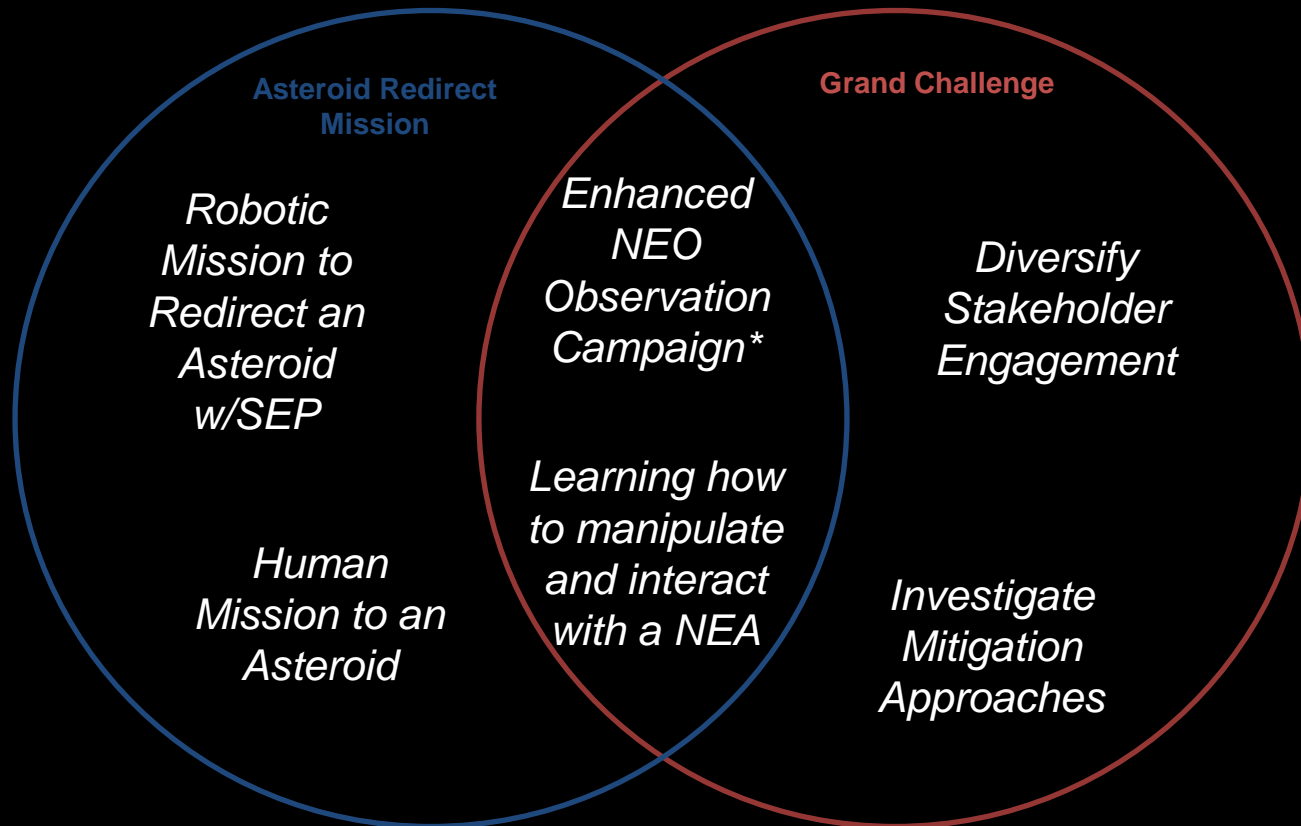 Asteroid Redirect
Mission
Grand Challenge
Robotic
Mission to
Redirect an
Asteroid
w/SEP
Human
Mission to an
Asteroid
Enhanced
NEO
Observation
Campaign*
Learning how
to manipulate
and interact
with a NEA
Diversify
Stakeholder
Engagement
Investigate
Mitigation
Approaches